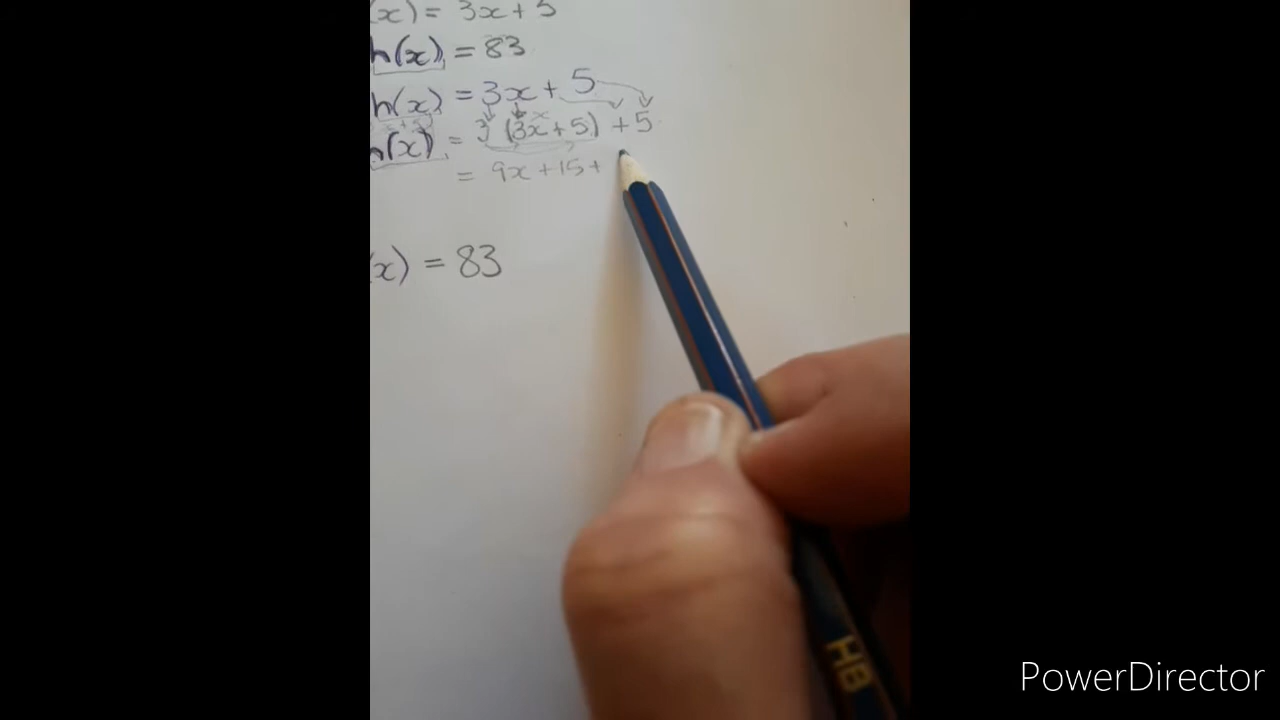 (x) = 3x + 5
h(x) = 83
h(x) = 3x + 5
h(x) = 3 (3x + 5) + 5
= 9x + 15 +
(x) = 83
HB
PowerDirector